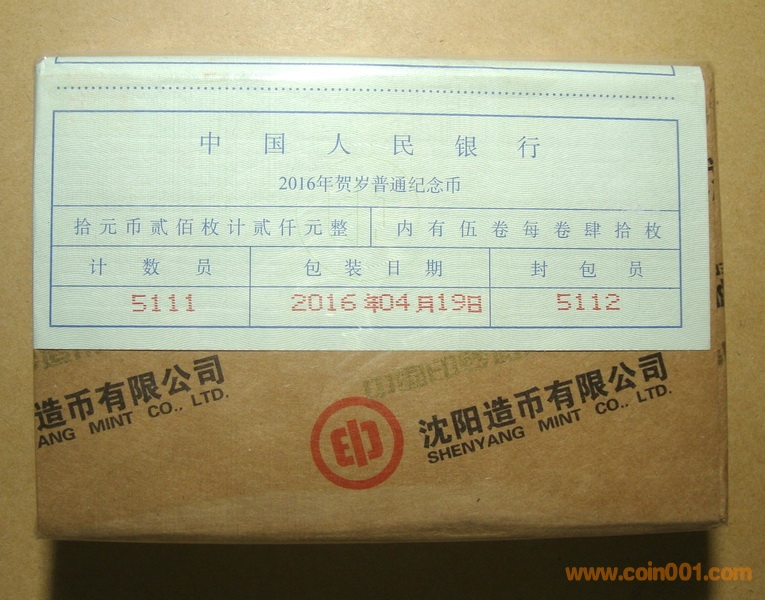 中国人民银行
2016年贺岁普通纪念币
拾元币贰佰枚计贰仟元整 内有伍卷每卷肆拾枚
计数员 包装日期 封包员
5111 2016年04月19日 5112
造币有限公司
ANG MINT CO., LTD.
沈阳造币有限公司
SHENYANG MINT CO., LTD.
www.coin001.com